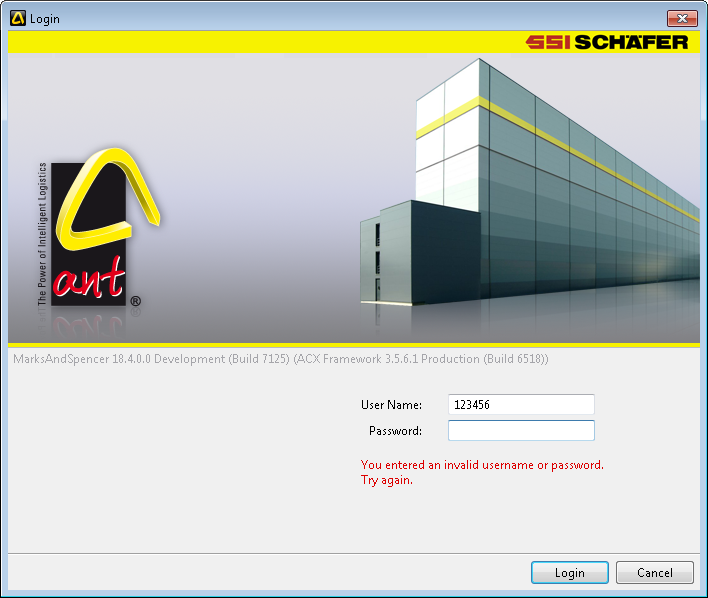 Login
SSI SCHÄFER
The Power of Intelligent Logistics
ant ®
MarksAndSpencer 18.4.0.0 Development (Build 7125) (ACX Framework 3.5.6.1 Production (Build 6518))
User Name: 123456
Password:
You entered an invalid username or password.
Try again.
Login Cancel